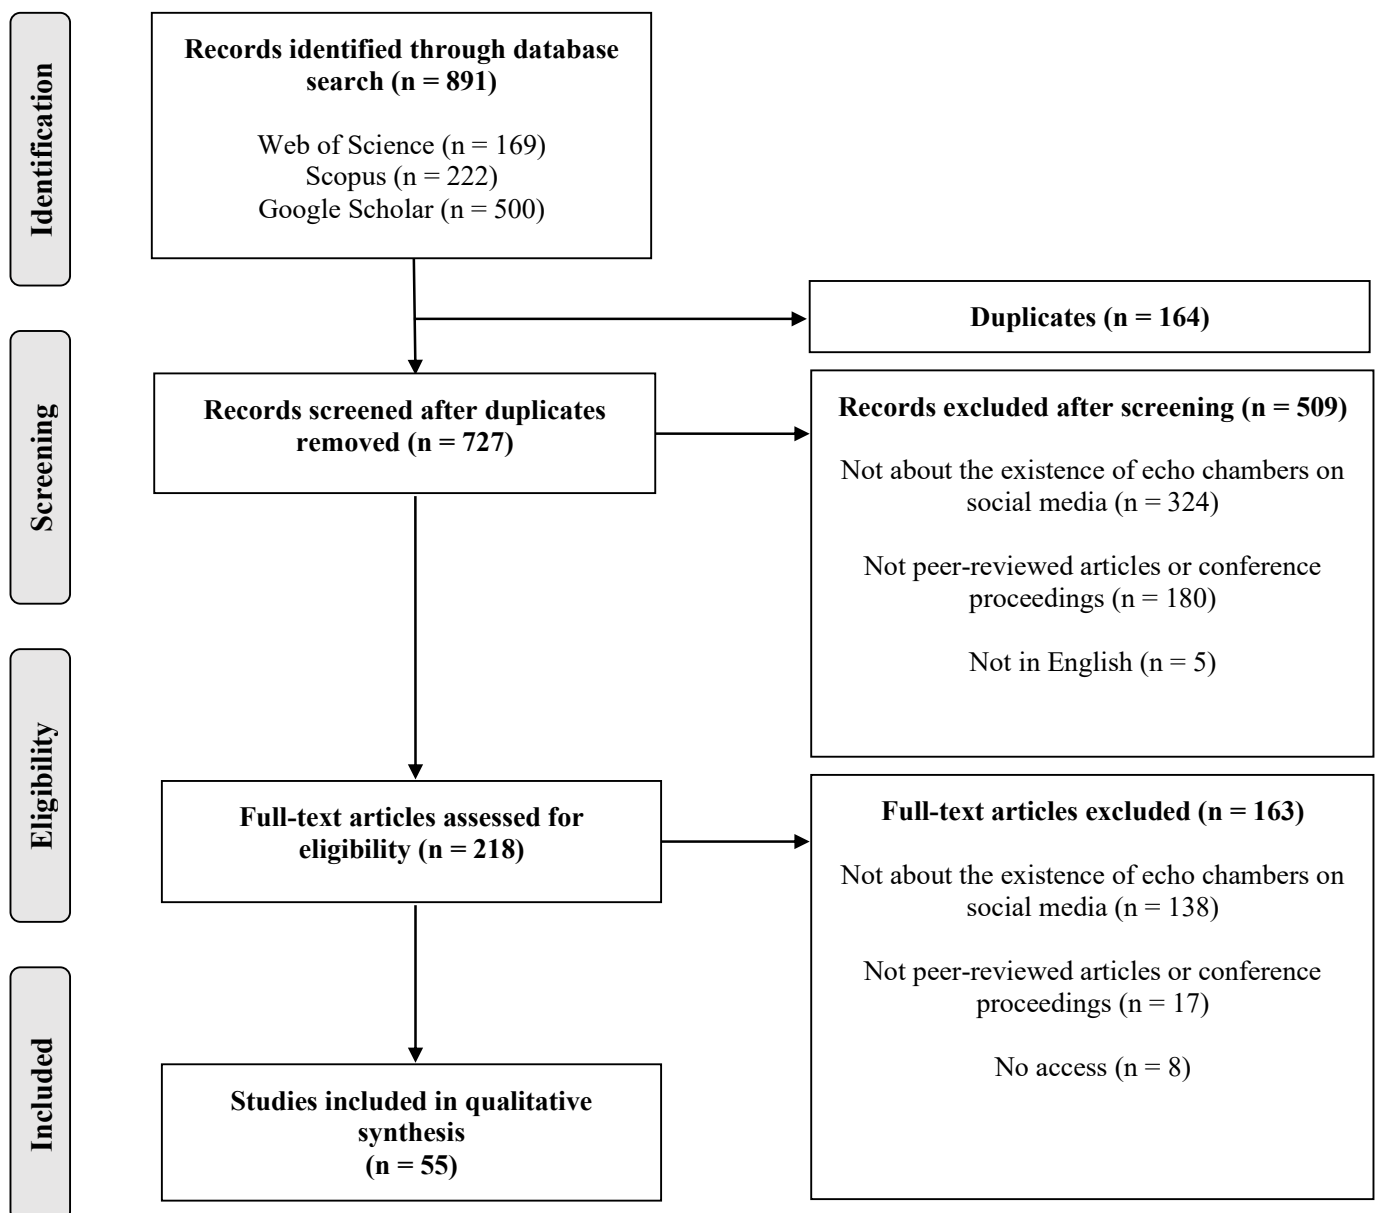 Identification
Records identified through database
search (n = 891)
Web of Science (n = 169)
Scopus (n = 222)
Google Scholar (n = 500)
Duplicates (n = 164)
Screening
Records screened after duplicates
removed (n = 727)
Records excluded after screening (n = 509)
Not about the existence of echo chambers on
social media (n = 324)
Not peer-reviewed articles or conference
proceedings (n = 180)
Not in English (n = 5)
Eligibility
Full-text articles assessed for
eligibility (n = 218)
Full-text articles excluded (n = 163)
Not about the existence of echo chambers on
social media (n = 138)
Not peer-reviewed articles or conference
proceedings (n = 17)
No access (n = 8)
Included
Studies included in qualitative
synthesis
(n = 55)